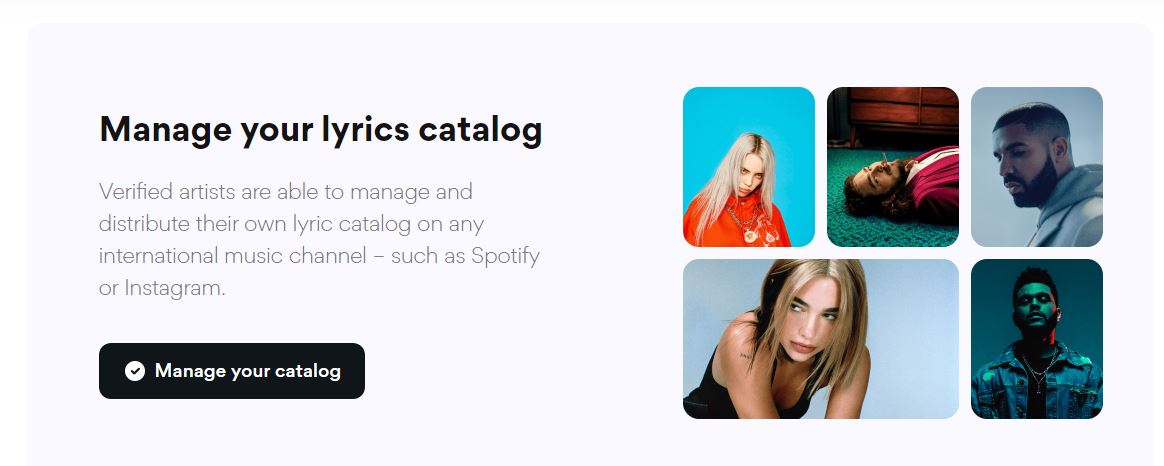 Manage your lyrics catalog
Verified artists are able to manage and
distribute their own lyric catalog on any
international music channel – such as Spotify
or Instagram.
Manage your catalog